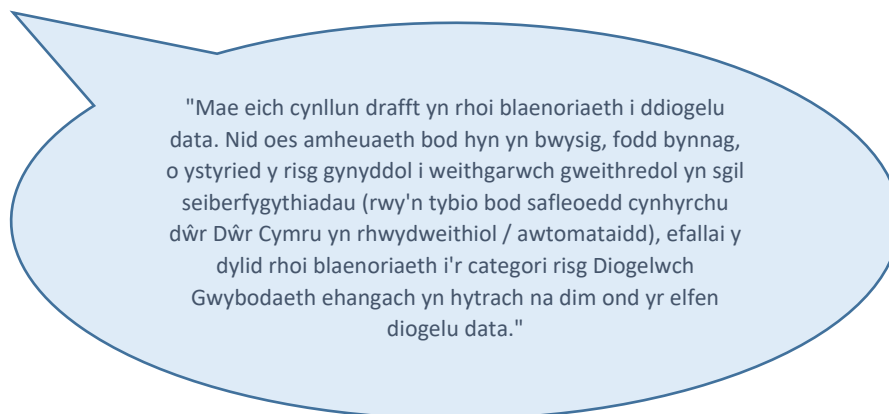 "Mae eich cynllun drafft yn rhoi blaenoriaeth i ddiogelu
data. Nid oes amheuaeth bod hyn yn bwysig, fodd bynnag,
o ystyried y risg gynyddol i weithgarwch gweithredol yn sgil
seiberfygythiadau (rwy'n tybio bod safleoedd cynhyrchu
dŵr Dŵr Cymru yn rhwydweithiol / awtomataidd), efallai y
dylid rhoi blaenoriaeth i'r categori risg Diogelwch
Gwybodaeth ehangach yn hytrach na dim ond yr elfen
diogelu data."